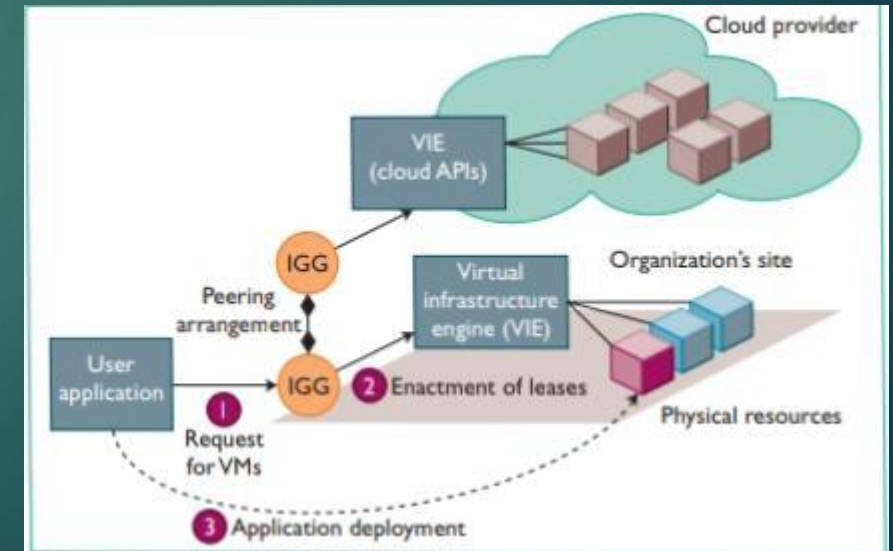 Cloud provider
VIE
(cloud APIs)
IGG
Peering
arrangement
Virtual
infrastructure
engine (VIE)
Organization's site
User
application
IGG
2 Enactment of leases
1
Request
for VMs
Physical resources
3 Application deployment